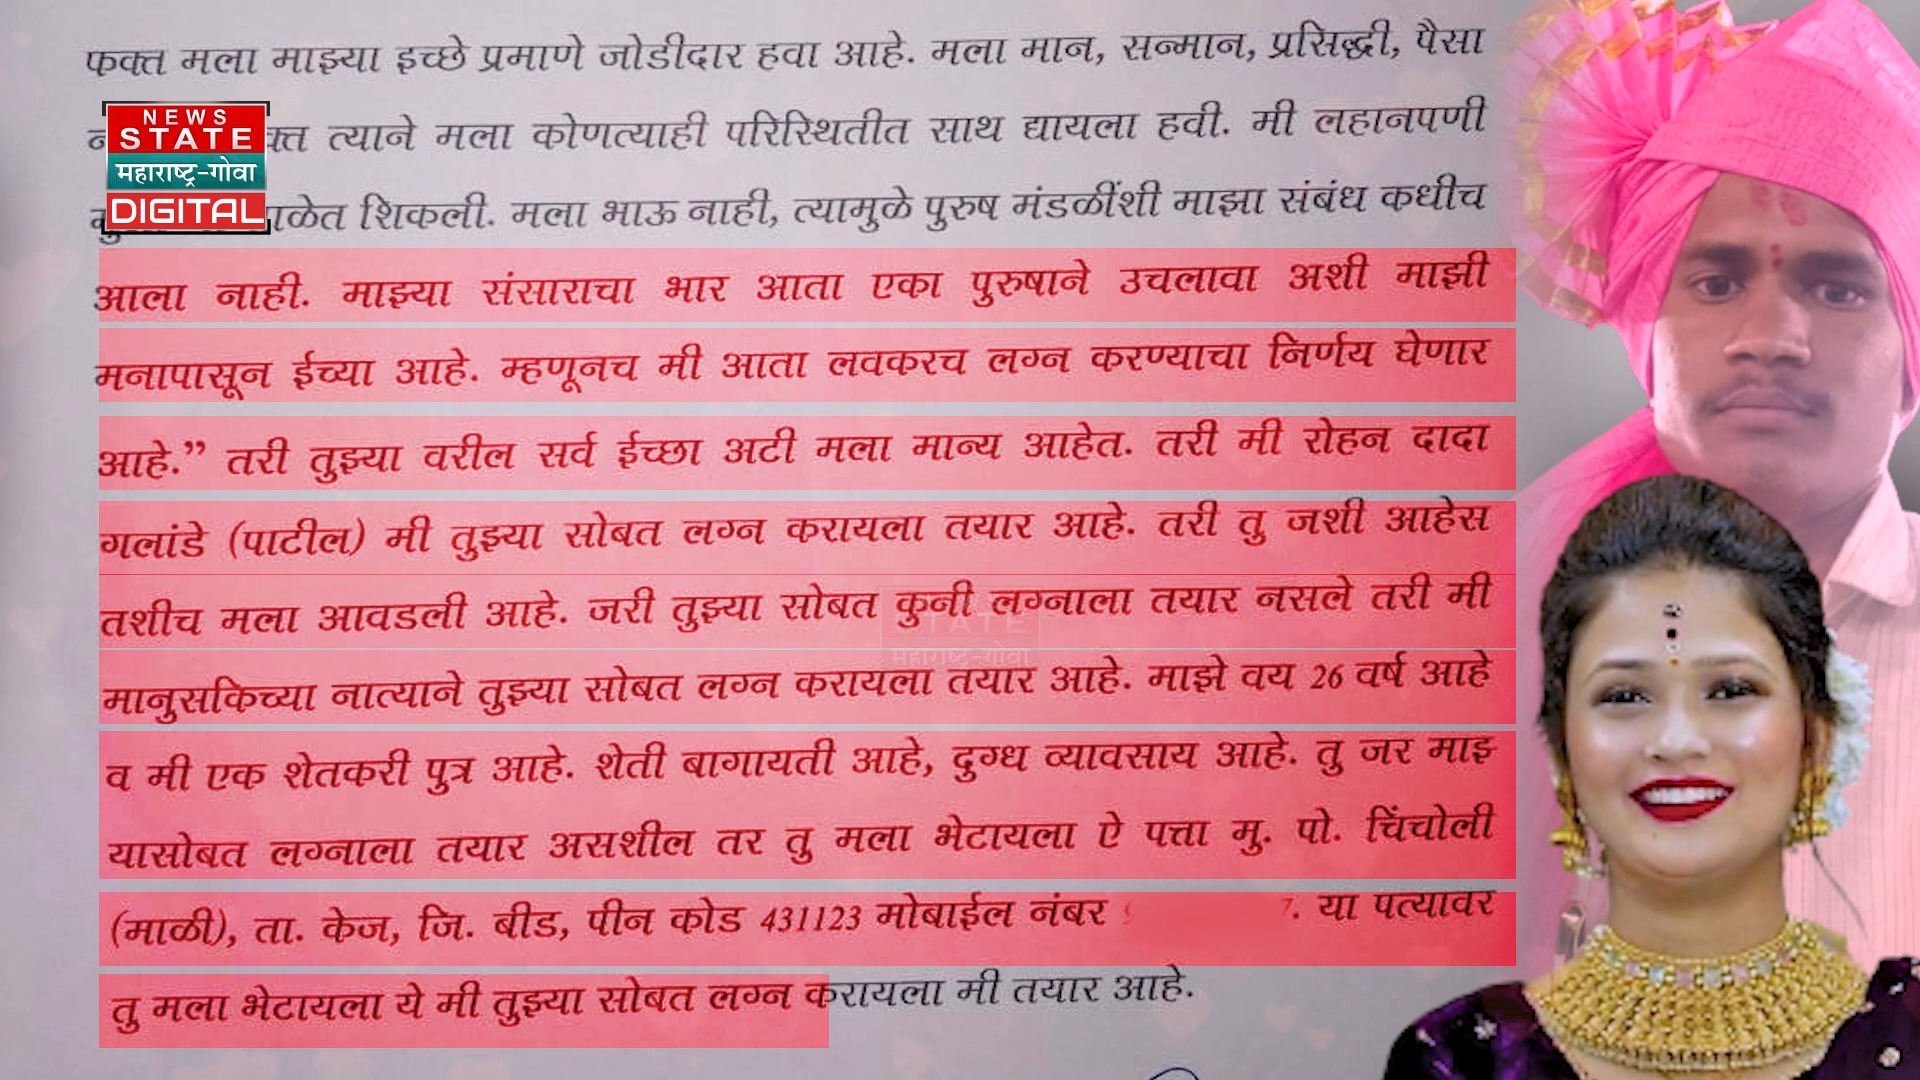 फक्त मला माझ्या इच्छे प्रमाणे जोडीदार हवा आहे. मला मान, सन्मान, प्रसिद्धी, पैसा
त्याने मला कोणत्याही परिस्थितीत साथ द्यायला हवी. मी लहानपणी
शिकली. मला भाऊ नाही, त्यामुळे पुरुष मंडळींशी माझा संबंध कधीच
आला नाही. माझ्या संसाराचा भार आता एका पुरुषाने उचलावा अशी माझी
मनापासून ईच्या आहे. म्हणूनच मी आता लवकरच लग्न करण्याचा निर्णय घेणार
आहे.” तरी तुझ्या वरील सर्व ईच्छा अटी मला मान्य आहेत. तरी मी रोहन दादा
गलांडे (पाटील) मी तुझ्या सोबत लग्न करायला तयार आहे. तरी तु जशी आहेस
तशीच मला आवडली आहे. जरी तुझ्या सोबत कुनी लग्नाला तयार नसले तरी मी
मानुसकिच्या नात्याने तुझ्या सोबत लग्न करायला तयार आहे. माझे वय 26 वर्ष आहे
व मी एक शेतकरी पुत्र आहे. शेती बागायती आहे, दुग्ध व्यावसाय आहे. तु जर माझ
यासोबत लग्नाला तयार असशील तर तु मला भेटायला ऐ पत्ता मु. पो. चिंचोली
(माळी), ता. केज, जि. बीड, पीन कोड 431123 मोबाईल नंबर 7. या पत्यावर
तु मला भेटायला ये मी तुझ्या सोबत लग्न करायला मी तयार आहे.
NEWS
STATE
महाराष्ट्र-गोवा
DIGITAL
STATE
महाराष्ट्र-गोवा